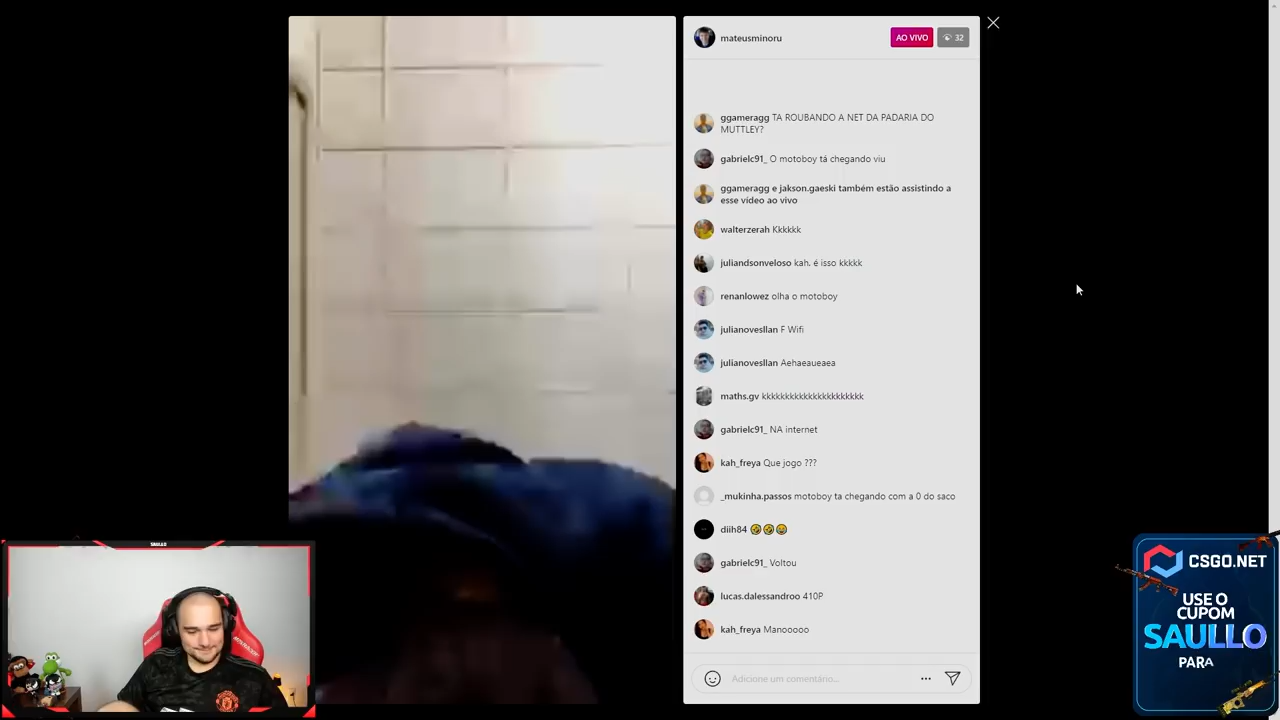 mateusminoru
AO VIVO
32
ggameragg TA ROUBANDO A NET DA PADARIA DO
MUTTLEY?
gabrielc91_ O motoboy tá chegando viu
ggameragg e jakson.gaeski também estão assistindo a
esse vídeo ao vivo
walterzerah Kkkkkk
juliandsonveloso kah. é isso kkkkk
renanlowez olha o motoboy
julianovesllan F Wifi
julianovesllan Aehaeaueaea
maths.gv kkkkkkkkkkkkkkkkkkkkkk
gabrielc91_ NA internet
kah_freya Que jogo ???
_mukinha.passos motoboy ta chegando com a 0 do saco
diih84 🤣🤣😄
gabrielc91_ Voltou
lucas.dalessandroo 410P
kah_freya Manooooo
Adicione um comentário...
SAULLO
CSGO.NET
USE O
CUPOM
SAULLO
PARA